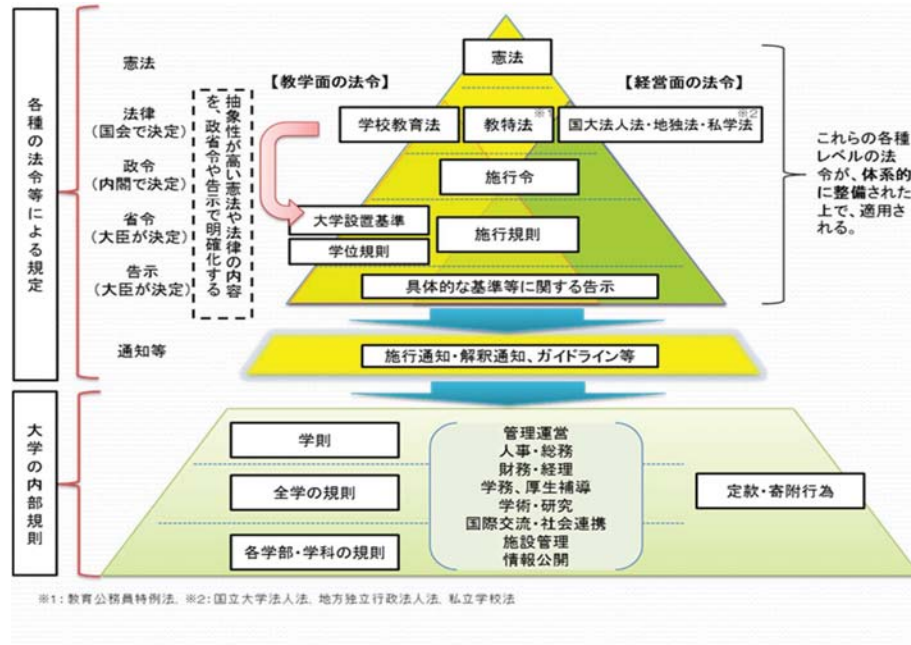 各種の法令等による規定
憲法
法律
(国会で決定)
政令
(内閣で決定)
省令
(大臣が決定)
告示
(大臣が決定)
通知等
抽象性が高い憲法や法律の内容
を、政省令や告示で明確化する
【教学面の法令】
【経営面の法令】
憲法
学校教育法
教特法※1
国大法人法・地独法・私学法※2
施行令
大学設置基準
学位規則
施行規則
具体的な基準等に関する告示
これらの各種
レベルの法
令が、体系的
に整備された
上で、適用さ
れる。
施行通知・解釈通知、ガイドライン等
大学の内部規則
学則
全学の規則
各学部・学科の規則
管理運営
人事・総務
財務・経理
学務、厚生補導
学術・研究
国際交流・社会連携
施設管理
情報公開
定款・寄附行為
※1:教育公務員特例法、※2:国立大学法人法、地方独立行政法人法、私立学校法